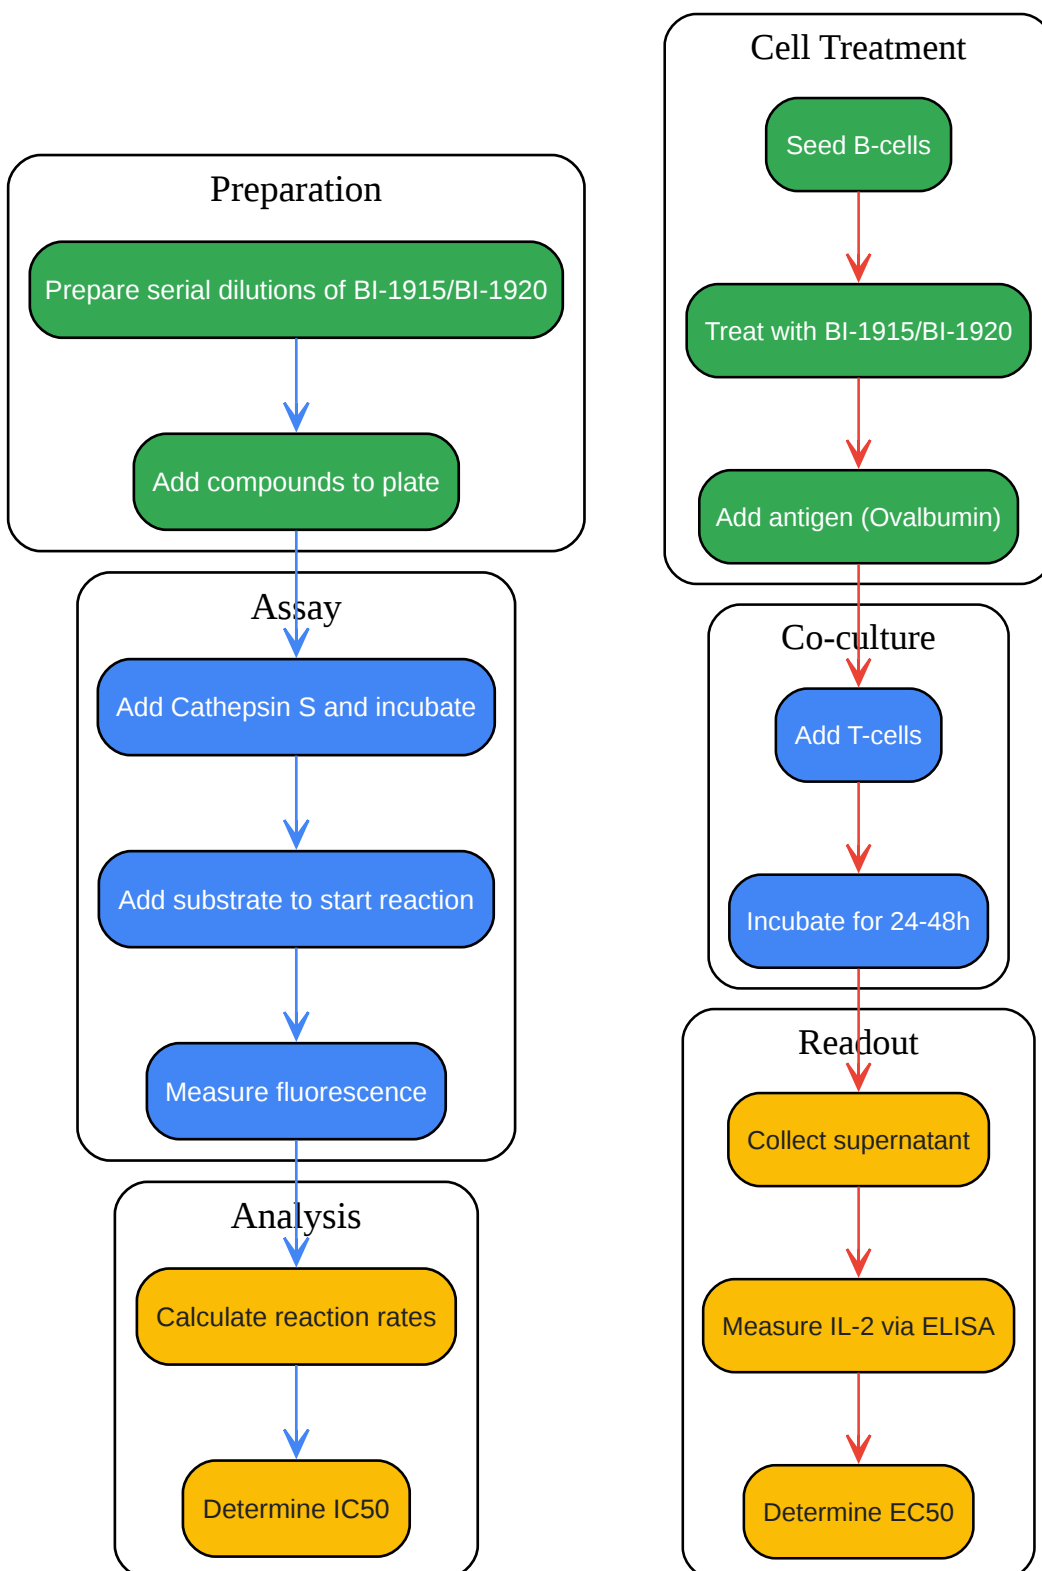 Preparation
Prepare serial dilutions of BI-1915/BI-1920
Add compounds to plate
Assay
Add Cathepsin S and incubate
Add substrate to start reaction
Measure fluorescence
Analysis
Calculate reaction rates
Determine IC50
Cell Treatment
Seed B-cells
Treat with BI-1915/BI-1920
Add antigen (Ovalbumin)
Co-culture
Add T-cells
Incubate for 24-48h
Readout
Collect supernatant
Measure IL-2 via ELISA
Determine EC50